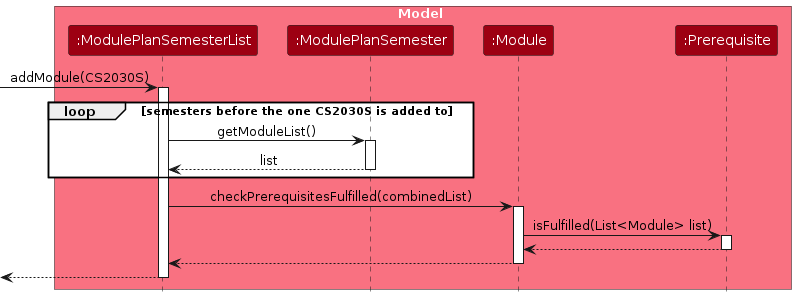 Model
:ModulePlanSemesterList
:ModulePlanSemester
:Module
:Prerequisite
addModule(CS2030S)
loop
[semesters before the one CS2030S is added to]
getModuleList()
list
checkPrerequisitesFulfilled(combinedList)
isFulfilled(List<Module> list)